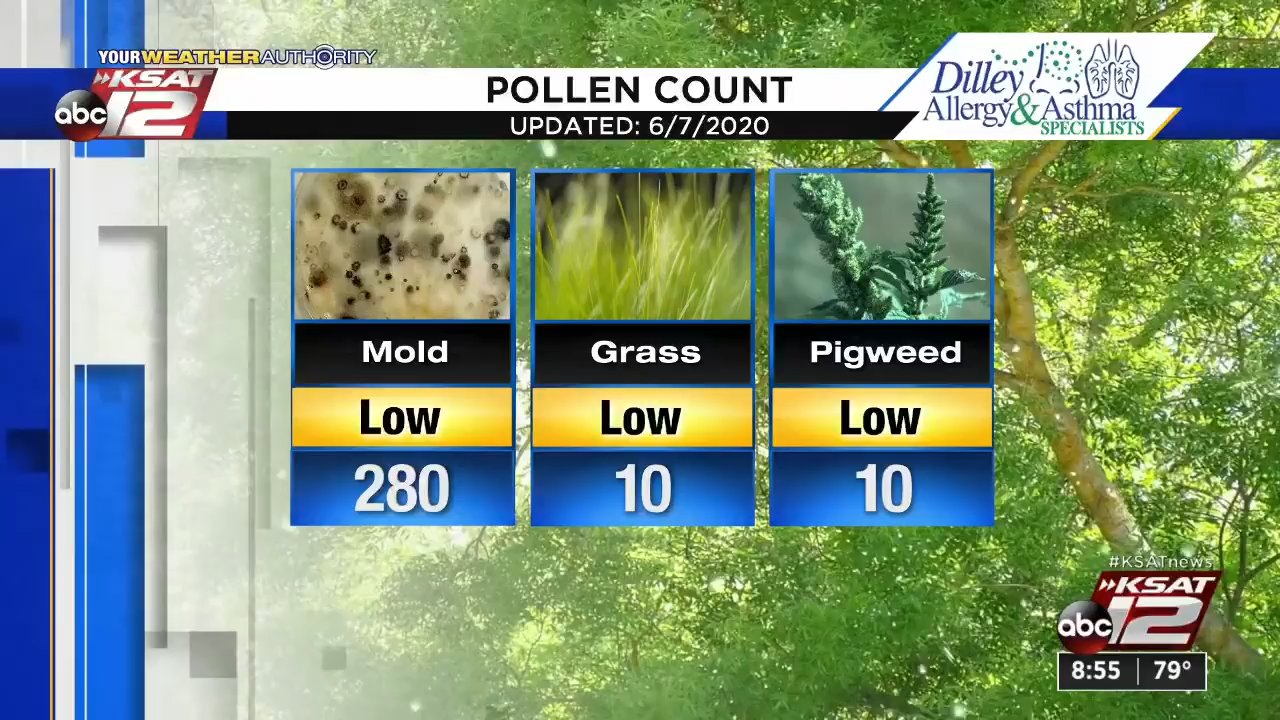 YOURWEATHERAUTHORITY
KSAT
abc 12
POLLEN COUNT
UPDATED: 6/7/2020
Dilley
Allergy&Asthma
SPECIALISTS
Mold
Grass
Pigweed
Low
Low
Low
280
10
10
#KSATnews
KSAT
abc 12
8:55 79°